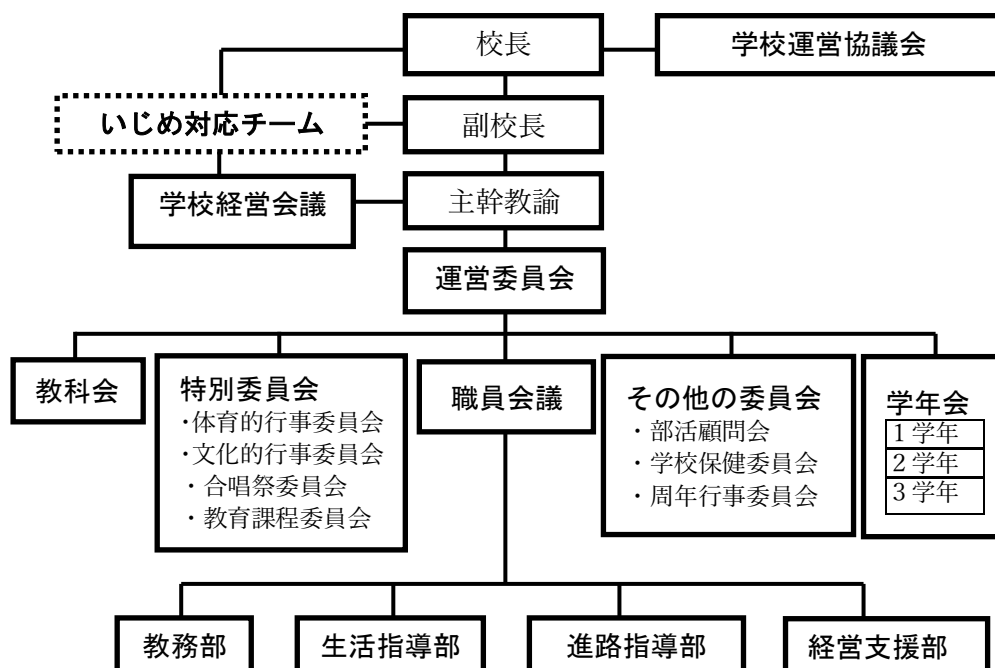 校長
学校運営協議会
いじめ対応チーム
副校長
学校経営会議
主幹教諭
運営委員会
教科会
特別委員会
・体育的行事委員会
・文化的行事委員会
・合唱祭委員会
・教育課程委員会
職員会議
その他の委員会
・部活顧問会
・学校保健委員会
・周年行事委員会
学年会
1学年
2学年
3学年
教務部
生活指導部
進路指導部
経営支援部